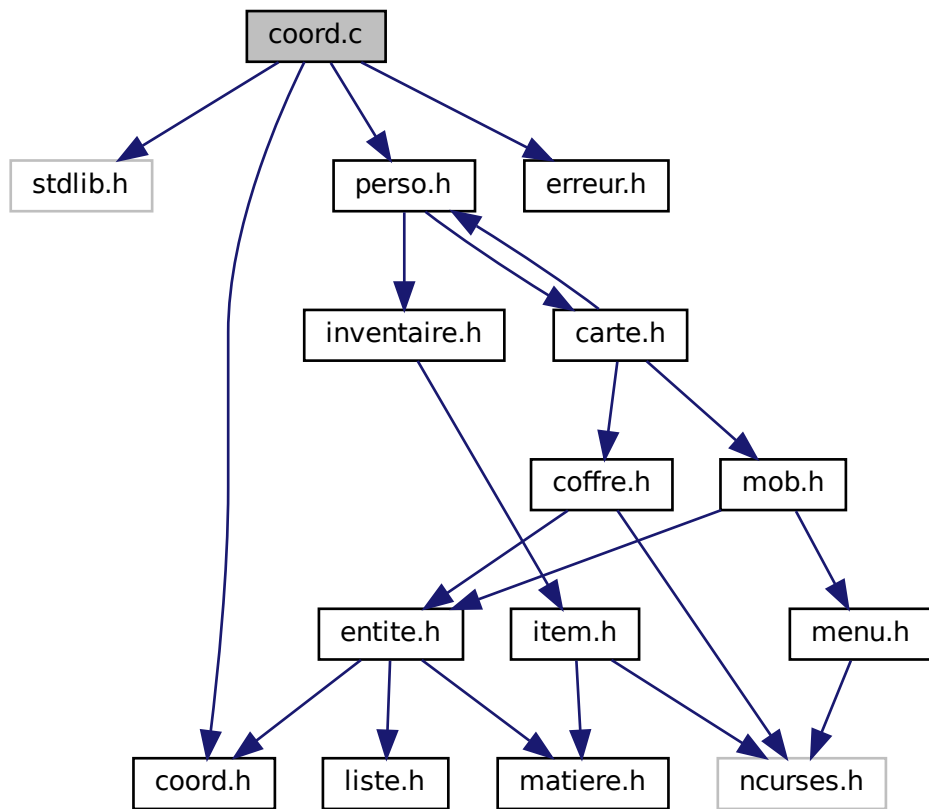 coord.c
stdlib.h
perso.h
erreur.h
inventaire.h
carte.h
coffre.h
mob.h
entite.h
item.h
menu.h
coord.h
liste.h
matiere.h
ncurses.h